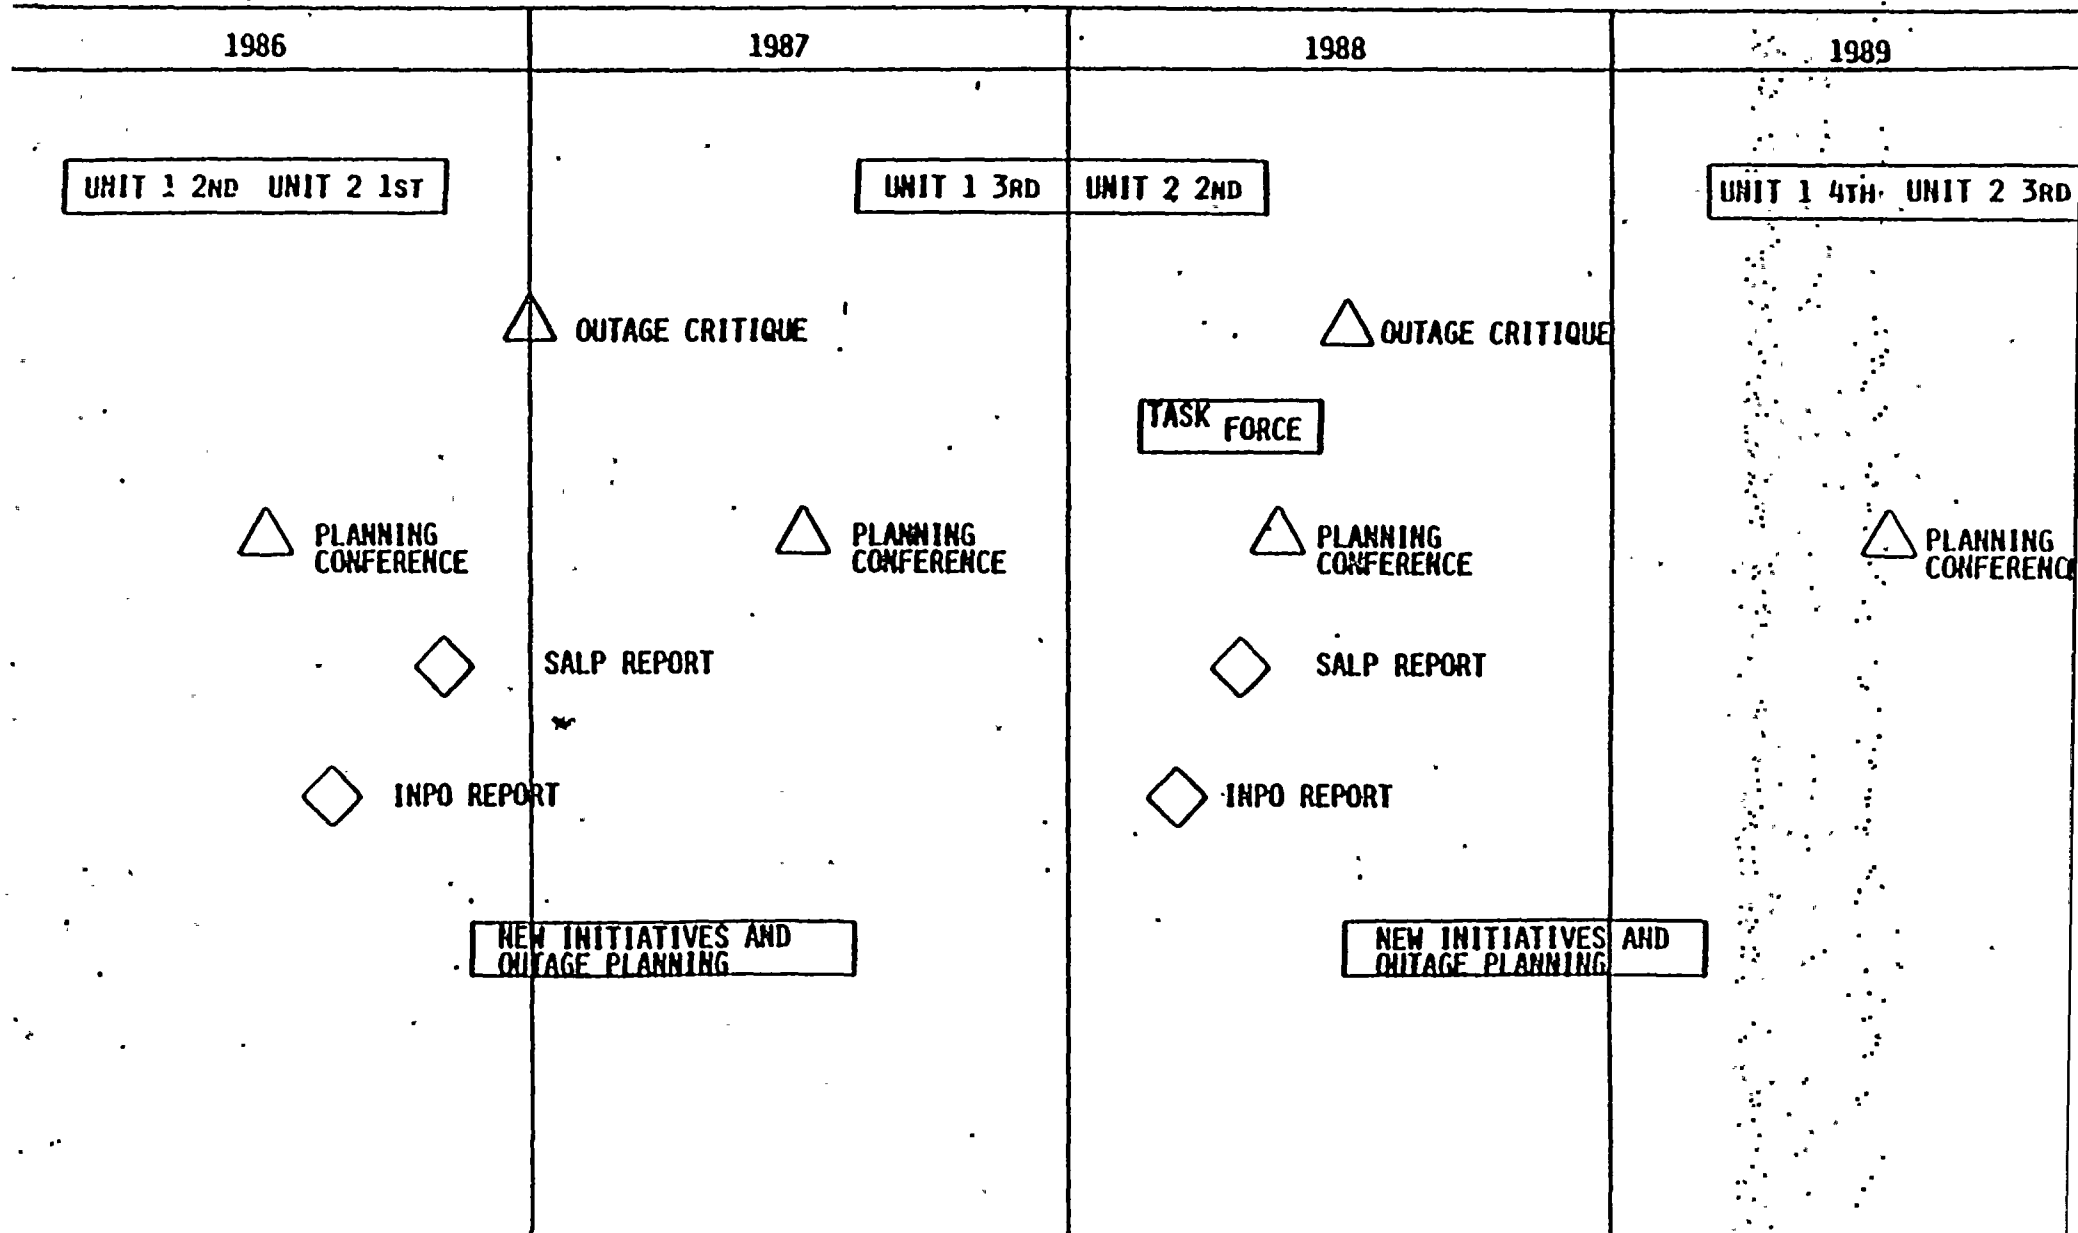 1986 1987 1988 1989
UNIT 1 2ND UNIT 2 1ST UNIT 1 3RD UNIT 2 2ND UNIT 1 4TH UNIT 2 3RD
OUTAGE CRITIQUE OUTAGE CRITIQUE
TASK FORCE
PLANNING PLANNING PLANNING PLANNING
CONFERENCE CONFERENCE CONFERENCE CONFERENC
SALP REPORT SALP REPORT
INPO REPORT INPO REPORT
NEW INITIATIVES AND NEW INITIATIVES AND
OUTAGE PLANNING OUTAGE PLANNING